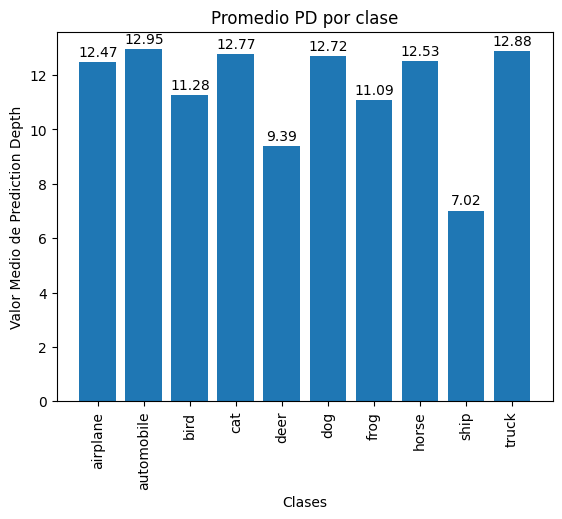 Promedio PD por clase
Valor Medio de Prediction Depth
12
10
8
6
4
2
0
12.47
12.95
11.28
12.77
9.39
12.72
11.09
12.53
7.02
12.88
airplane
automobile
bird
cat
deer
dog
frog
horse
ship
truck
Clases